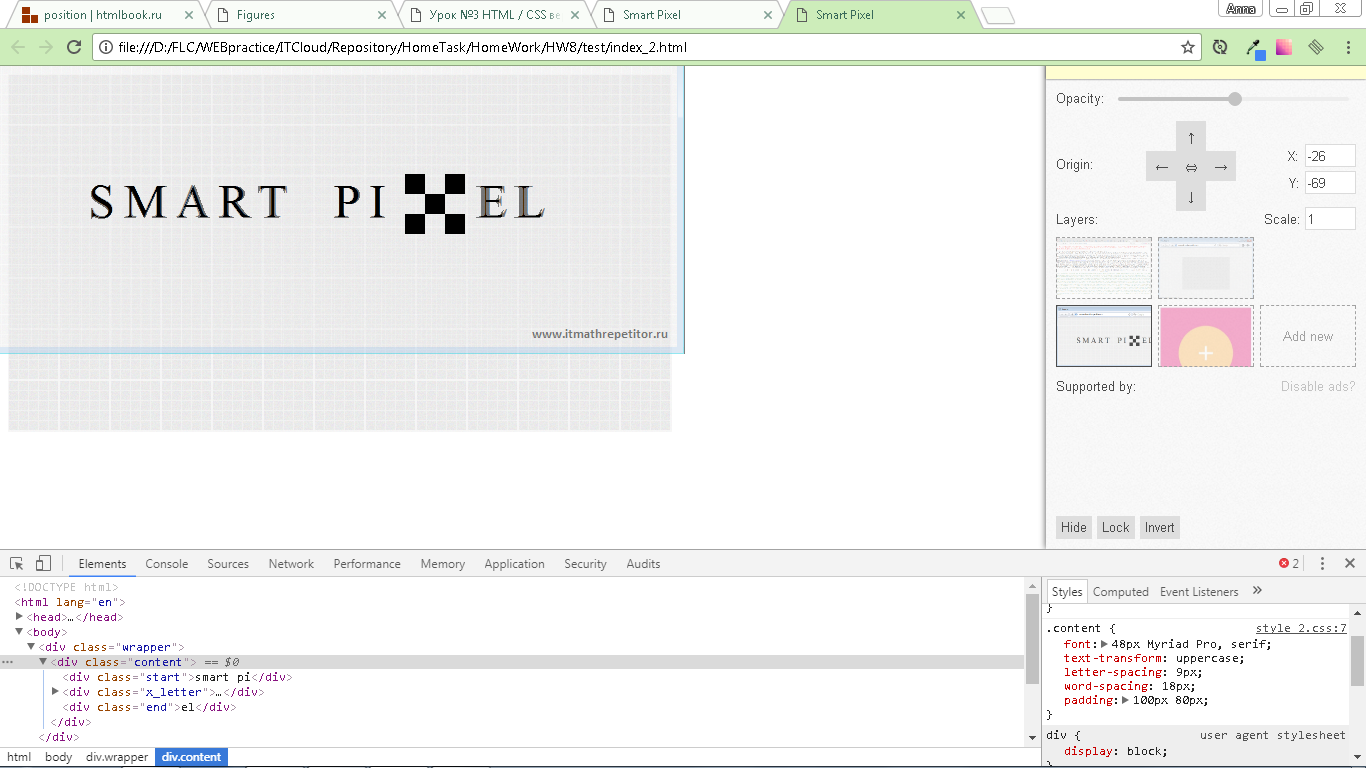 position | htmlbook.ru
Figures
Урок №3 HTML / CSS ве
Smart Pixel
Smart Pixel
Anna
file:///D:/FLC/WEBpractice/ITCloud/Repository/HomeTask/HomeWork/HW8/test/index_2.html
SMART PI EL
www.itmathrepetitor.ru
Opacity:
Origin:
X: -26
Y: -69
Layers:
Scale: 1
SMART PI EL
Add new
Supported by:
Disable ads?
Hide Lock Invert
Elements Console Sources Network Performance Memory Application Security Audits
2
<!DOCTYPE html>
<html lang="en">
<head>…</head>
<body>
<div class="wrapper">
<div class="content"> == $0
<div class="start">smart pi</div>
<div class="x_letter">…</div>
<div class="end">el</div>
</div>
</div>
html body div.wrapper div.content
Styles Computed Event Listeners »
}
.content { style 2.css:7
font: 48px Myriad Pro, serif;
text-transform: uppercase;
letter-spacing: 9px;
word-spacing: 18px;
padding: 100px 80px;
}
div { user agent stylesheet
display: block;
}